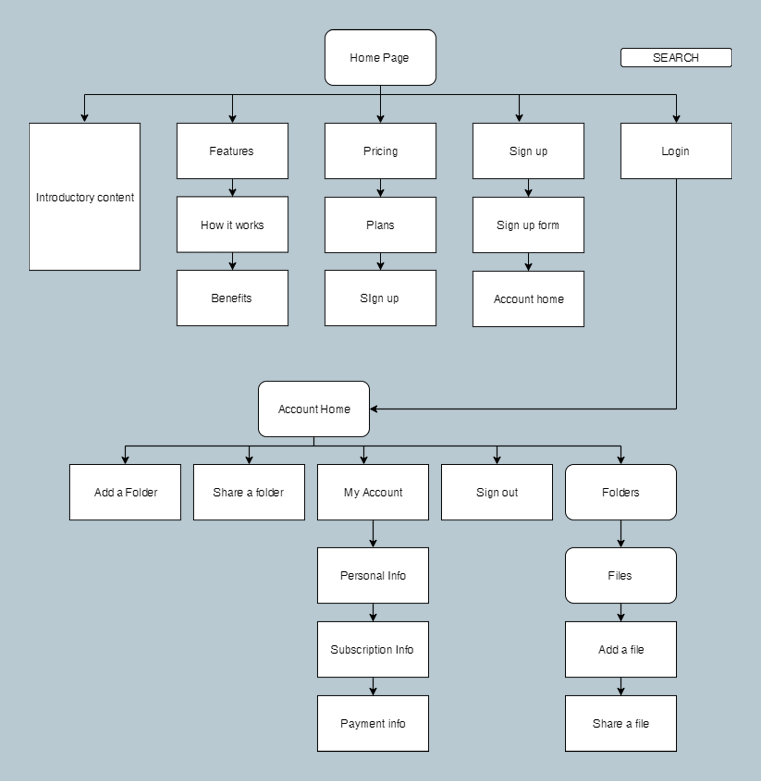 Home Page
SEARCH
Introductory content
Features
Pricing
Sign up
Login
How it works
Plans
Sign up form
Benefits
SIgn up
Account home
Account Home
Add a Folder
Share a folder
My Account
Sign out
Folders
Personal Info
Files
Subscription Info
Add a file
Payment info
Share a file